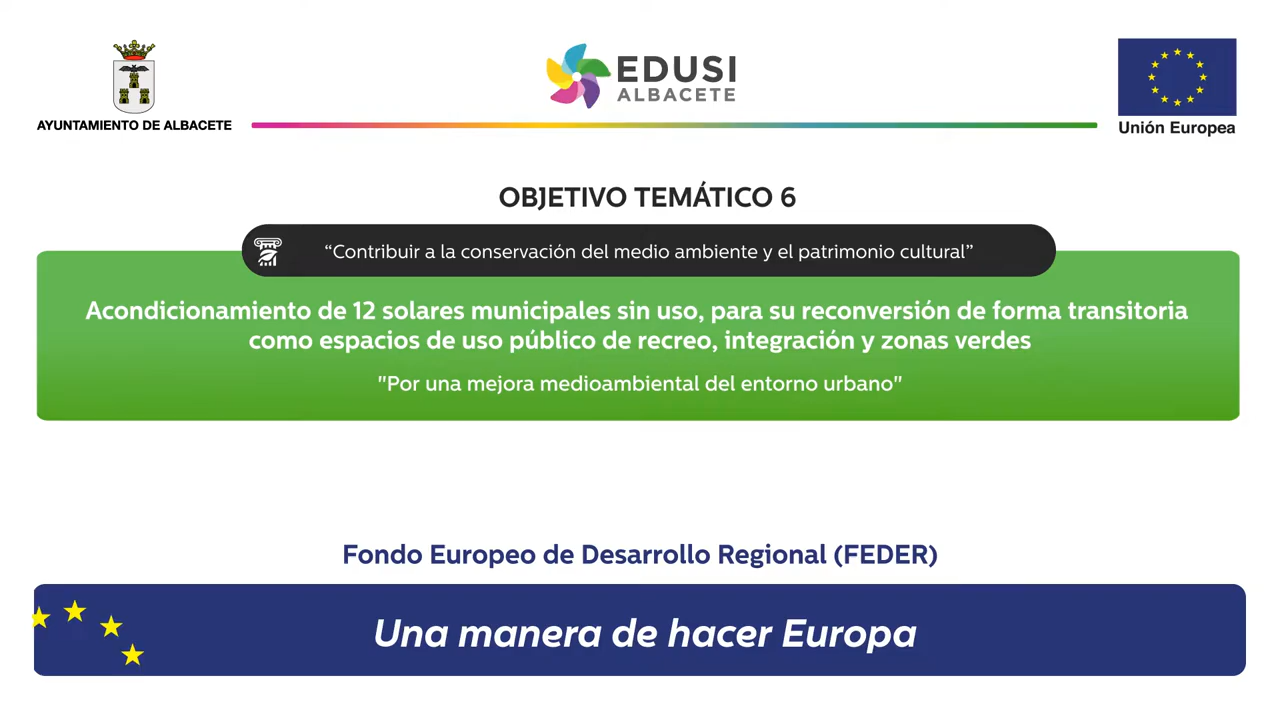 AYUNTAMIENTO DE ALBACETE
EDUSI
ALBACETE
Unión Europea
OBJETIVO TEMÁTICO 6
“Contribuir a la conservación del medio ambiente y el patrimonio cultural”
Acondicionamiento de 12 solares municipales sin uso, para su reconversión de forma transitoria
como espacios de uso público de recreo, integración y zonas verdes
"Por una mejora medioambiental del entorno urbano"
Fondo Europeo de Desarrollo Regional (FEDER)
Una manera de hacer Europa